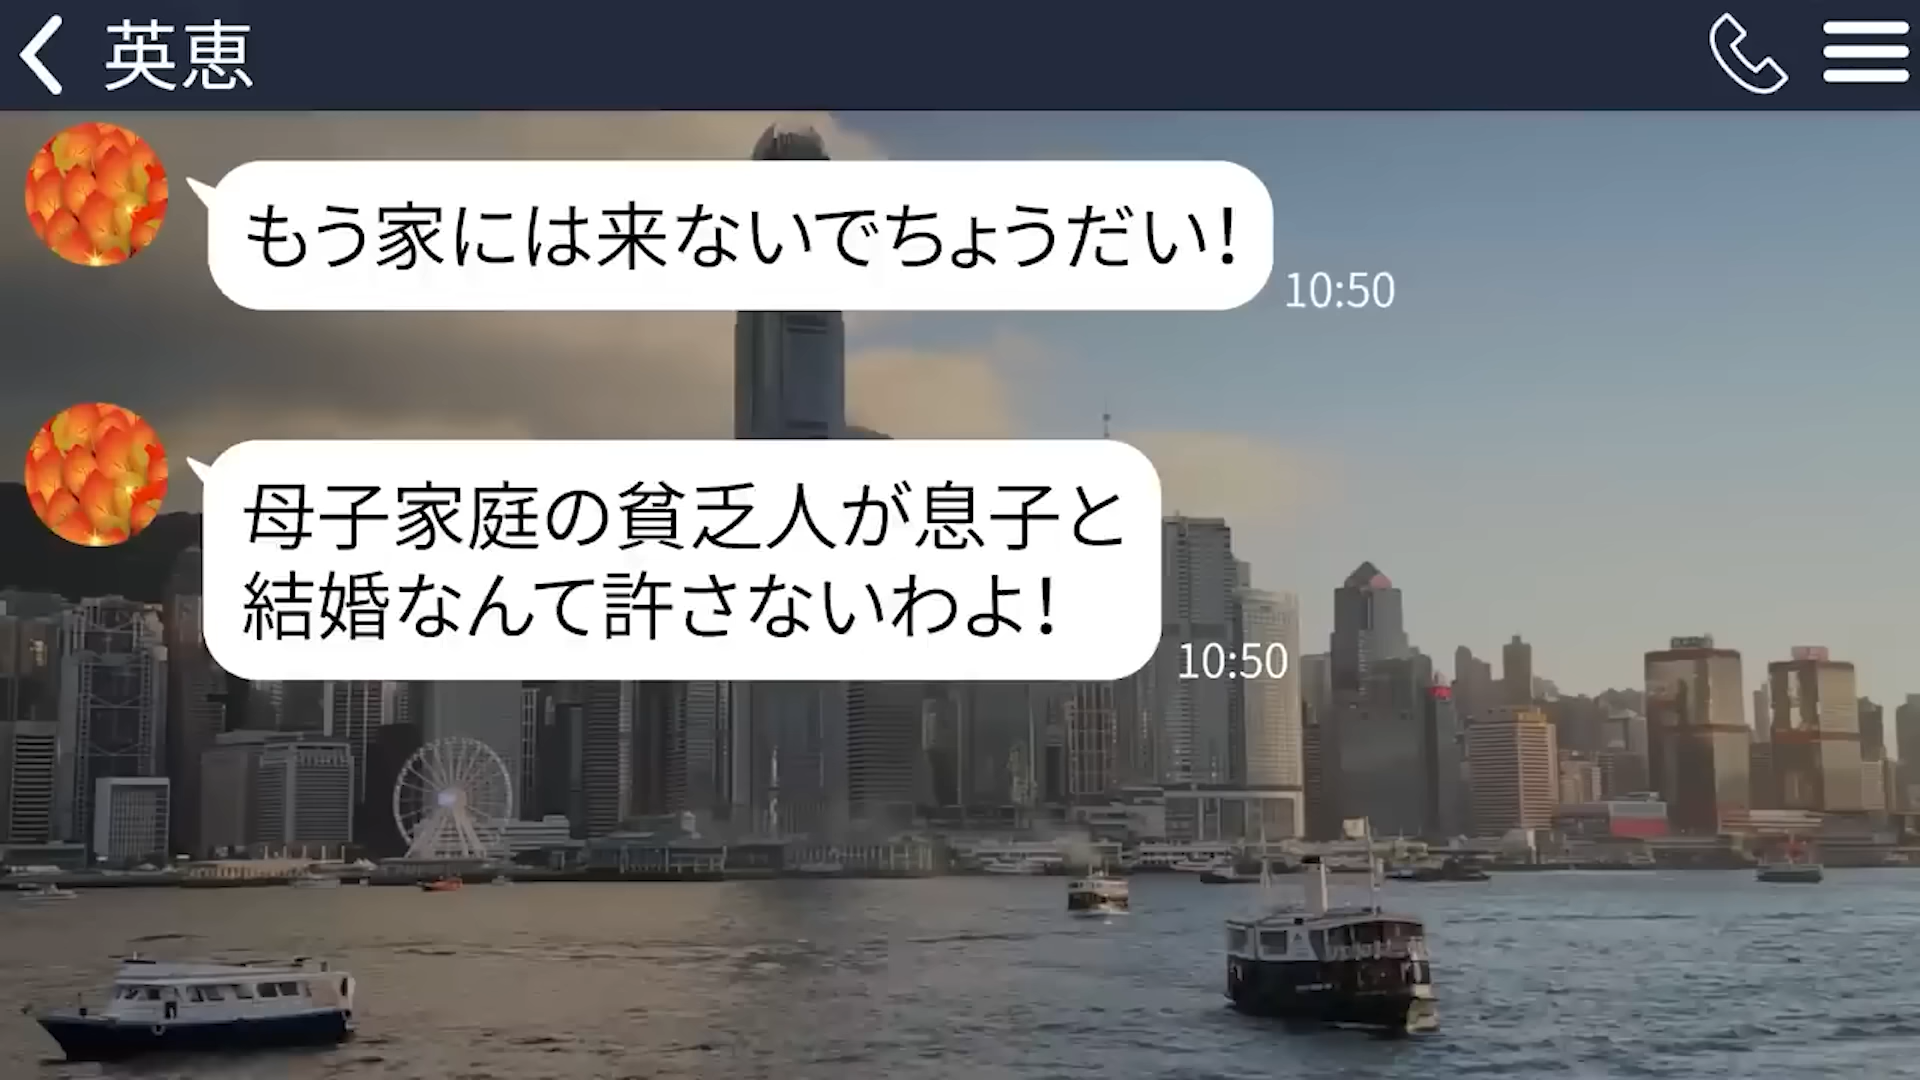 英恵
もう家には来ないでちょうだい！
10:50
母子家庭の貧乏人が息子と
結婚なんて許さないわよ！
10:50